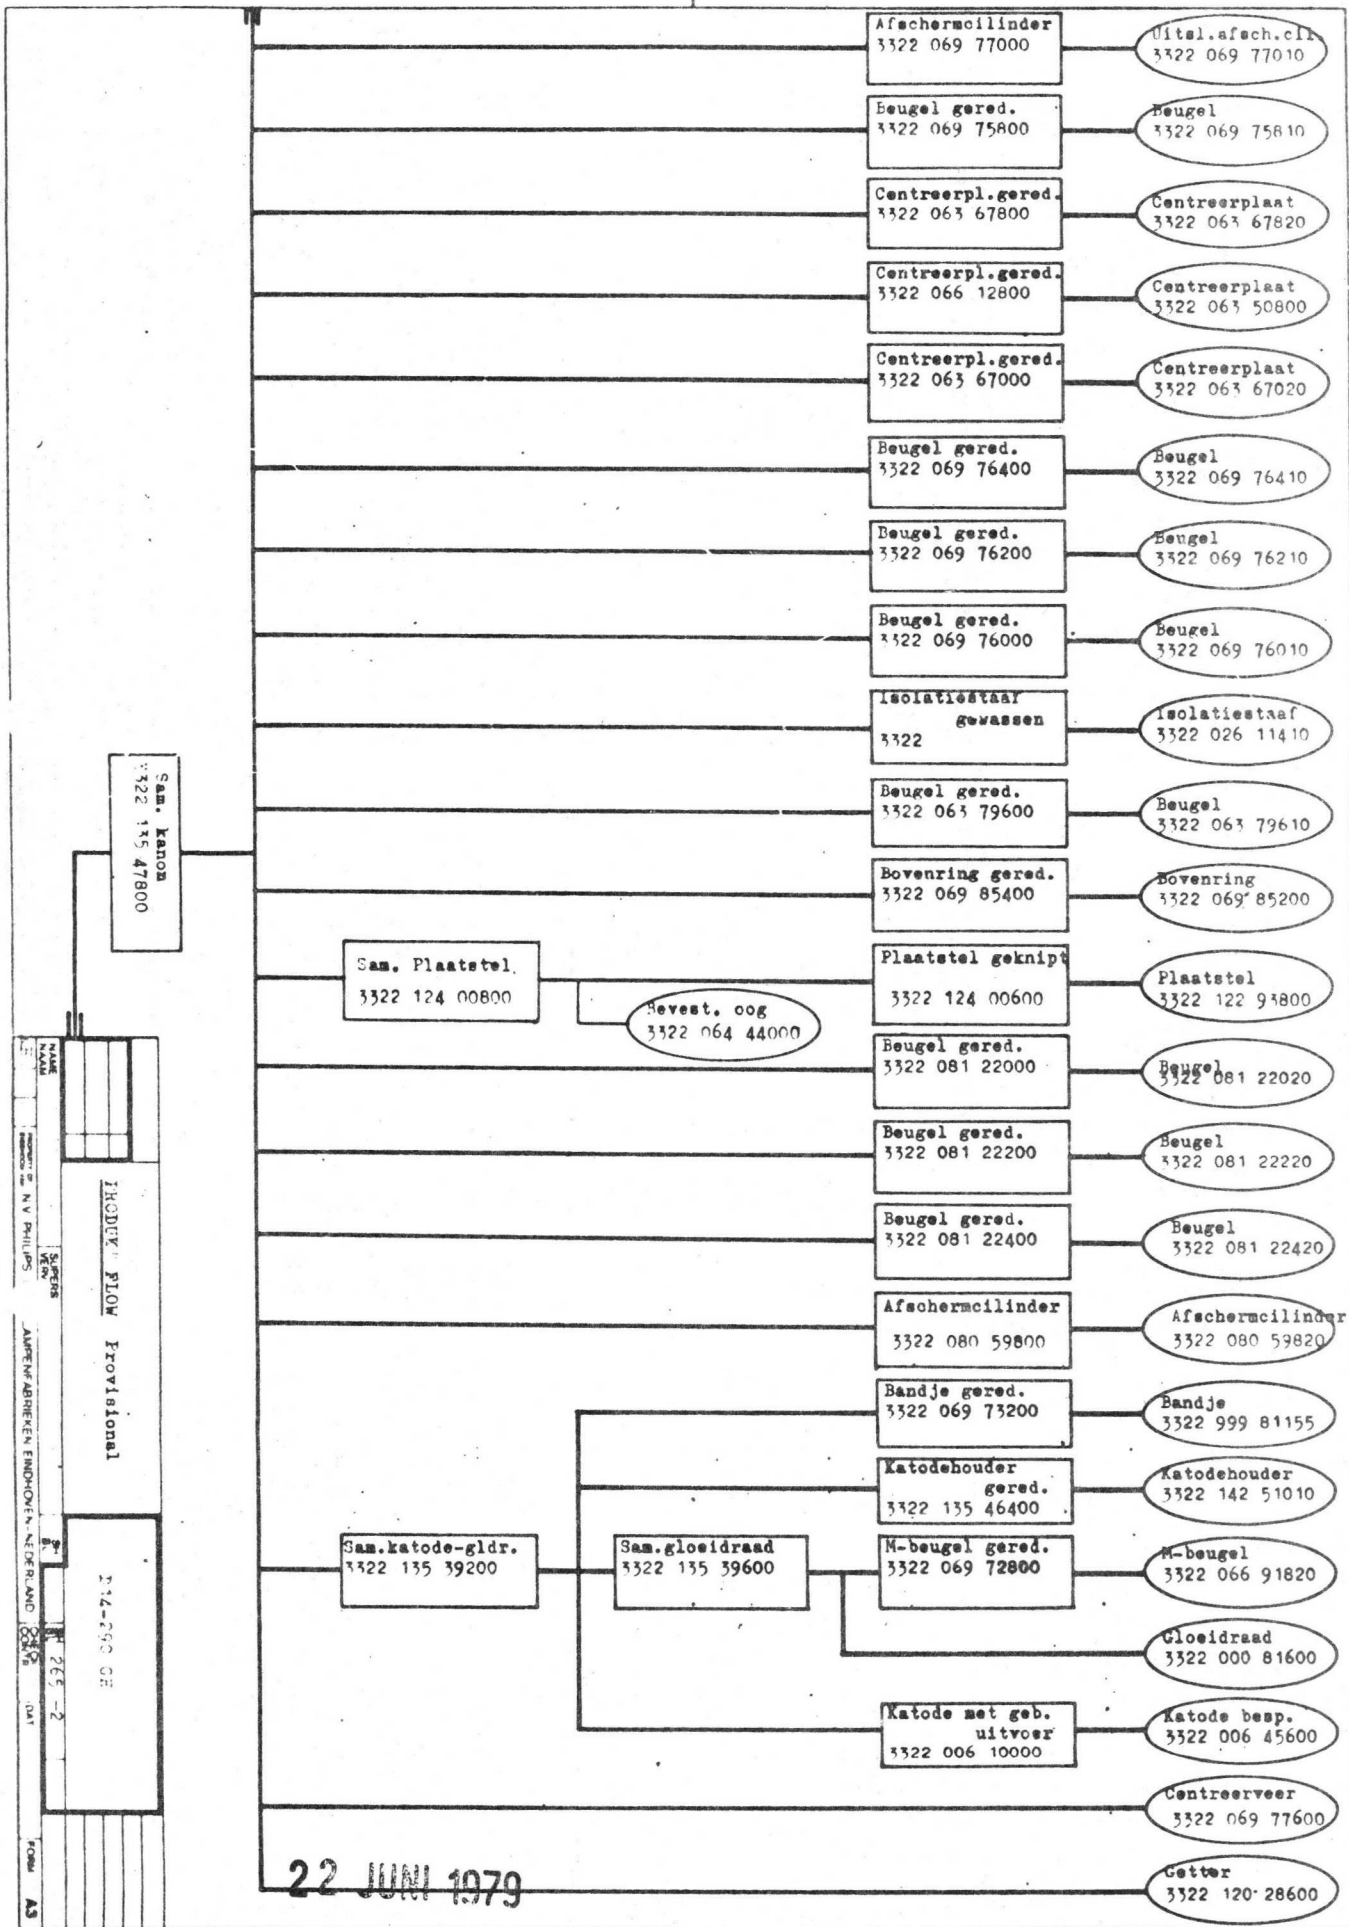 Afschermcilinder
3322 069 77000
Uitsl.afsch.cil.
3322 069 77010
Beugel gered.
3322 069 75800
Beugel
3322 069 75810
Centreerpl.gered.
3322 063 67800
Centreerplaat
3322 063 67820
Centreerpl.gered.
3322 066 12800
Centreerplaat
3322 063 50800
Centreerpl.gered.
3322 063 67000
Centreerplaat
3322 063 67020
Beugel gered.
3322 069 76400
Beugel
3322 069 76410
Beugel gered.
3322 069 76200
Beugel
3322 069 76210
Beugel gered.
3322 069 76000
Beugel
3322 069 76010
Isolatiestaaf
gewassen
3322
Isolatiestaaf
3322 026 11410
Sam. kanon
3322 135 47800
Beugel gered.
3322 063 79600
Beugel
3322 063 79610
Bovenring gered.
3322 069 85400
Bovenring
3322 069 85200
Sam. Plaatstel
3322 124 00800
Bevest. oog
3322 064 44000
Plaatstel geknipt
3322 124 00600
Plaatstel
3322 122 93800
Beugel gered.
3322 081 22000
Beugel
3322 081 22020
Beugel gered.
3322 081 22200
Beugel
3322 081 22220
Beugel gered.
3322 081 22400
Beugel
3322 081 22420
Afschermcilinder
3322 080 59800
Afschermcilinder
3322 080 59820
Bandje gered.
3322 069 73200
Bandje
3322 999 81155
Katodehouder
gered.
3322 135 46400
Katodehouder
3322 142 51010
Sam.katode-gldr.
3322 135 39200
Sam.gloeidraad
3322 135 39600
M-beugel gered.
3322 069 72800
M-beugel
3322 066 91820
Gloeidraad
3322 000 81600
Katode met geb.
uitvoer
3322 006 10000
Katode besp.
3322 006 45600
Centreerveer
3322 069 77600
Getter
3322 120 28600
22 JUNI 1979
FLOW Provisional
265 -2
NAME
NAAM
SUPERS
VERV
PROPERTY OF
N.V. PHILIPS
LAMPENFABRIEKEN EINDHOVEN-NEDERLAND
DAT
FORM A3